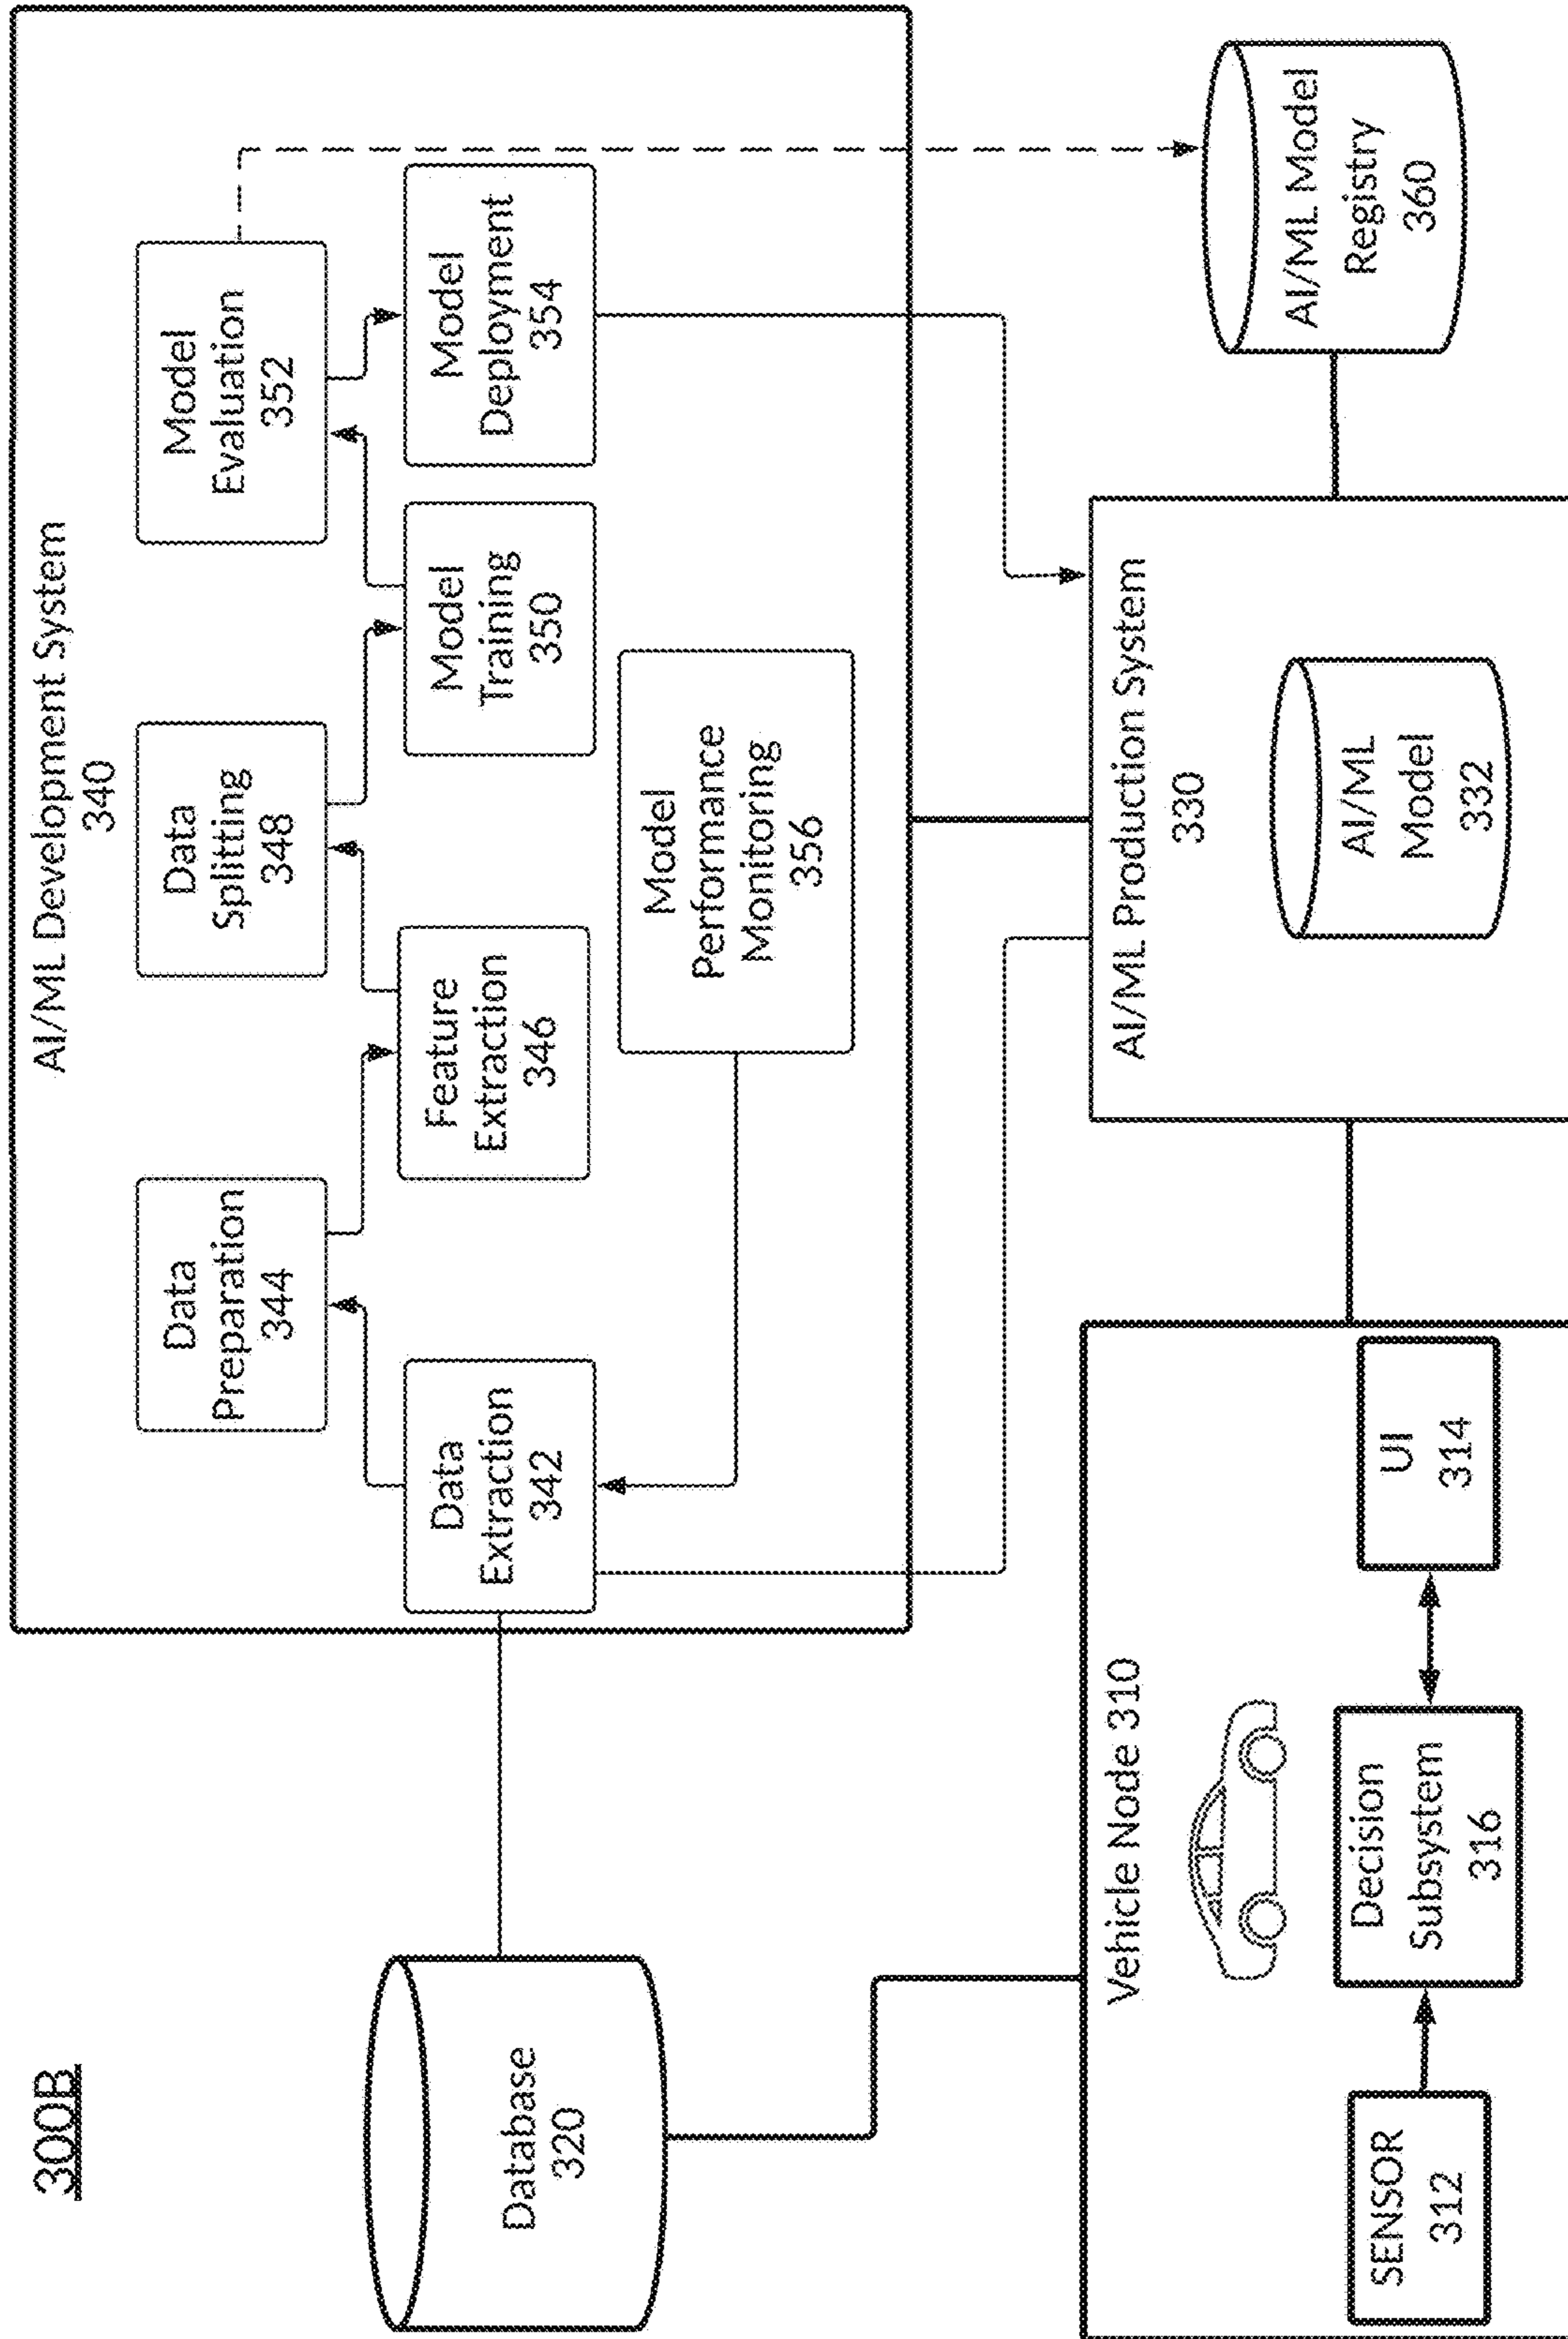 300B
AI/ML Development System
340
Data
Preparation
344
Data
Splitting
348
Model
Evaluation
352
Data
Extraction
342
Feature
Extraction
346
Model
Training
350
Model
Deployment
354
Model
Performance
Monitoring
356
Database
320
Vehicle Node 310
SENSOR
312
Decision
Subsystem
316
UI
314
AI/ML Production System
330
AI/ML
Model
332
AI/ML Model
Registry
360